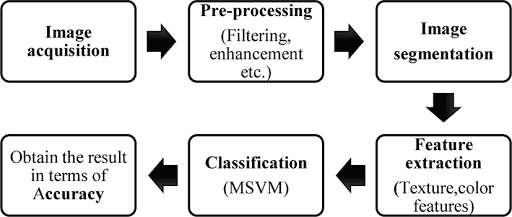 Image
acquisition
Pre-processing
(Filtering,
enhancement
etc.)
Image
segmentation
Feature
extraction
(Texture,color
features)
Classification
(MSVM)
Obtain the result
in terms of
Accuracy